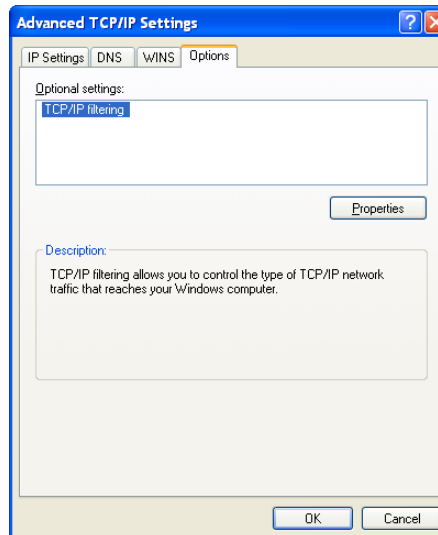 Advanced TCP/IP Settings
IP Settings DNS WINS Options
Optional settings:
TCP/IP filtering
Properties
Description:
TCP/IP filtering allows you to control the type of TCP/IP network
traffic that reaches your Windows computer.
OK Cancel